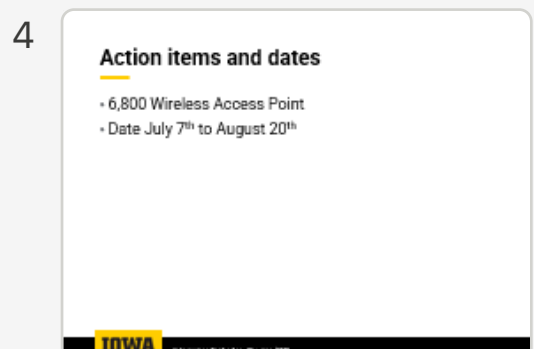 4
Action items and dates
• 6,800 Wireless Access Point
• Date July 7th to August 20th
IOWA